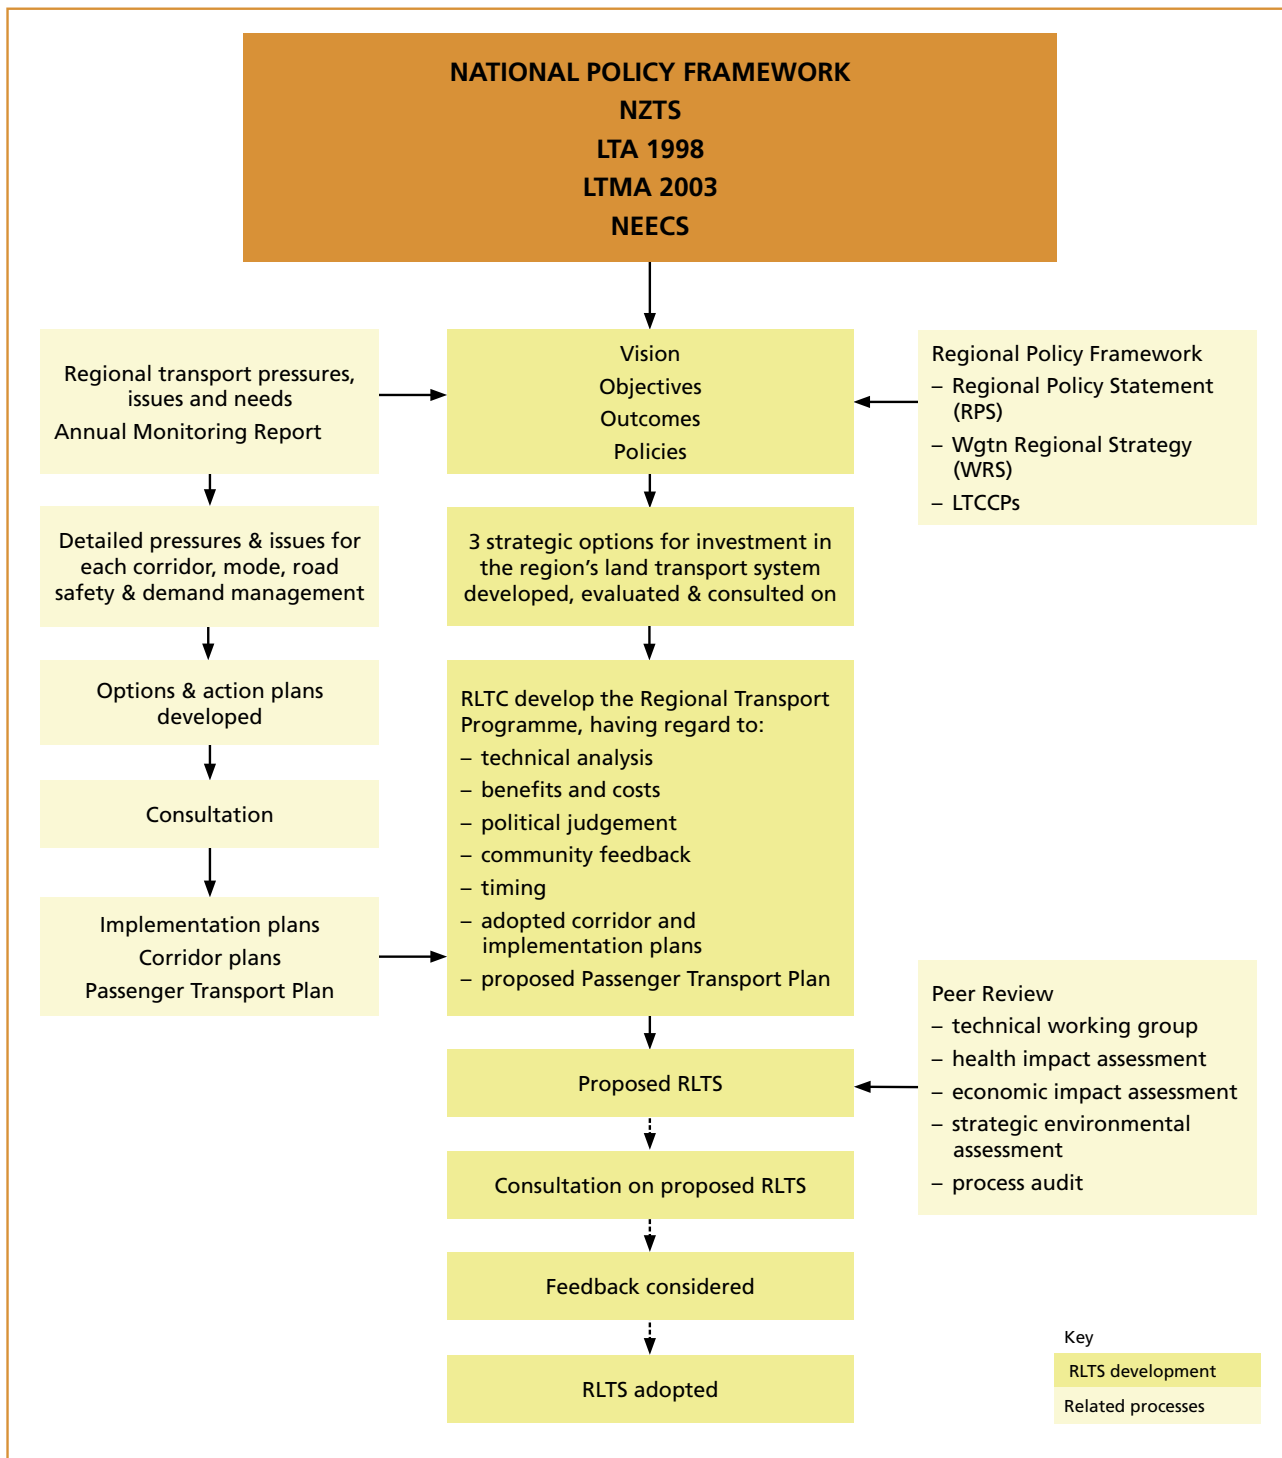 NATIONAL POLICY FRAMEWORK
NZTS
LTA 1998
LTMA 2003
NEECS
Regional transport pressures,
issues and needs
Annual Monitoring Report
Vision
Objectives
Outcomes
Policies
Regional Policy Framework
– Regional Policy Statement
(RPS)
– Wgtn Regional Strategy
(WRS)
– LTCCPs
Detailed pressures & issues for
each corridor, mode, road
safety & demand management
3 strategic options for investment in
the region’s land transport system
developed, evaluated & consulted on
Options & action plans
developed
Consultation
Implementation plans
Corridor plans
Passenger Transport Plan
RLTC develop the Regional Transport
Programme, having regard to:
– technical analysis
– benefits and costs
– political judgement
– community feedback
– timing
– adopted corridor and
implementation plans
– proposed Passenger Transport Plan
Peer Review
– technical working group
– health impact assessment
– economic impact assessment
– strategic environmental
assessment
– process audit
Proposed RLTS
Consultation on proposed RLTS
Feedback considered
RLTS adopted
Key
RLTS development
Related processes